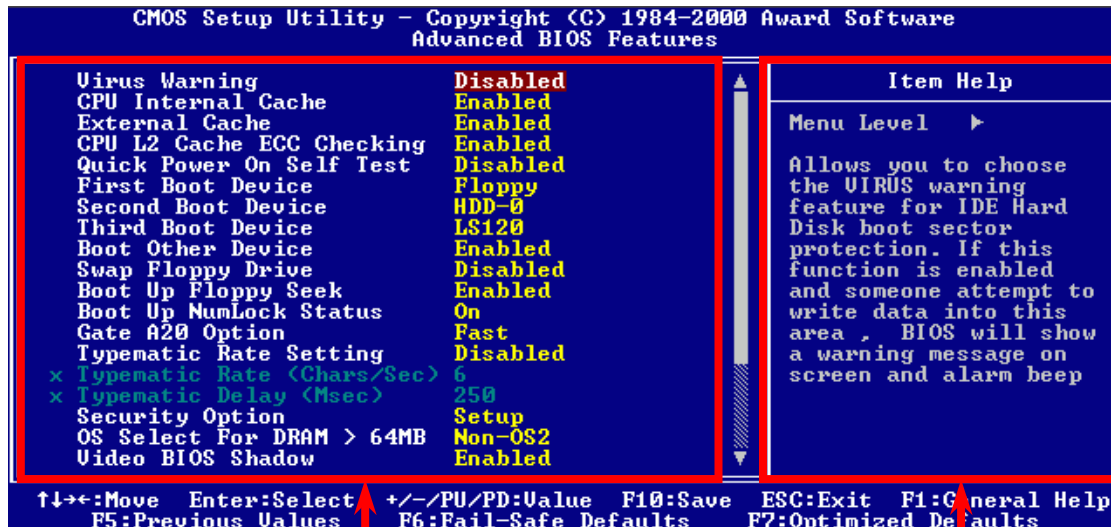 CMOS Setup Utility – Copyright (C) 1984–2000 Award Software
Advanced BIOS Features
Virus Warning Disabled
CPU Internal Cache Enabled
External Cache Enabled
CPU L2 Cache ECC Checking Enabled
Quick Power On Self Test Disabled
First Boot Device Floppy
Second Boot Device HDD-0
Third Boot Device LS120
Boot Other Device Enabled
Swap Floppy Drive Disabled
Boot Up Floppy Seek Enabled
Boot Up NumLock Status On
Gate A20 Option Fast
Typematic Rate Setting Disabled
x Typematic Rate (Chars/Sec) 6
x Typematic Delay (Msec) 250
Security Option Setup
OS Select For DRAM > 64MB Non-OS2
Video BIOS Shadow Enabled
Item Help
Menu Level ▸
Allows you to choose
the VIRUS warning
feature for IDE Hard
Disk boot sector
protection. If this
function is enabled
and someone attempt to
write data into this
area , BIOS will show
a warning message on
screen and alarm beep
↑↓→←:Move Enter:Select +/-/PU/PD:Value F10:Save ESC:Exit F1:General Help
F5:Previous Values F6:Fail-Safe Defaults F7:Optimized Defaults